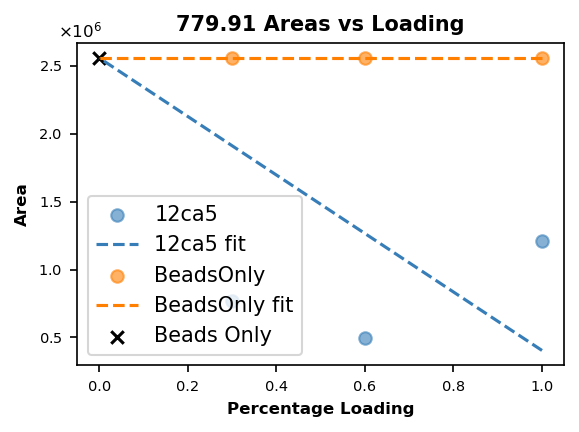 779.91 Areas vs Loading
×10⁶
2.5
2.0
1.5
1.0
0.5
Area
12ca5
12ca5 fit
BeadsOnly
BeadsOnly fit
Beads Only
0.0 0.2 0.4 0.6 0.8 1.0
Percentage Loading